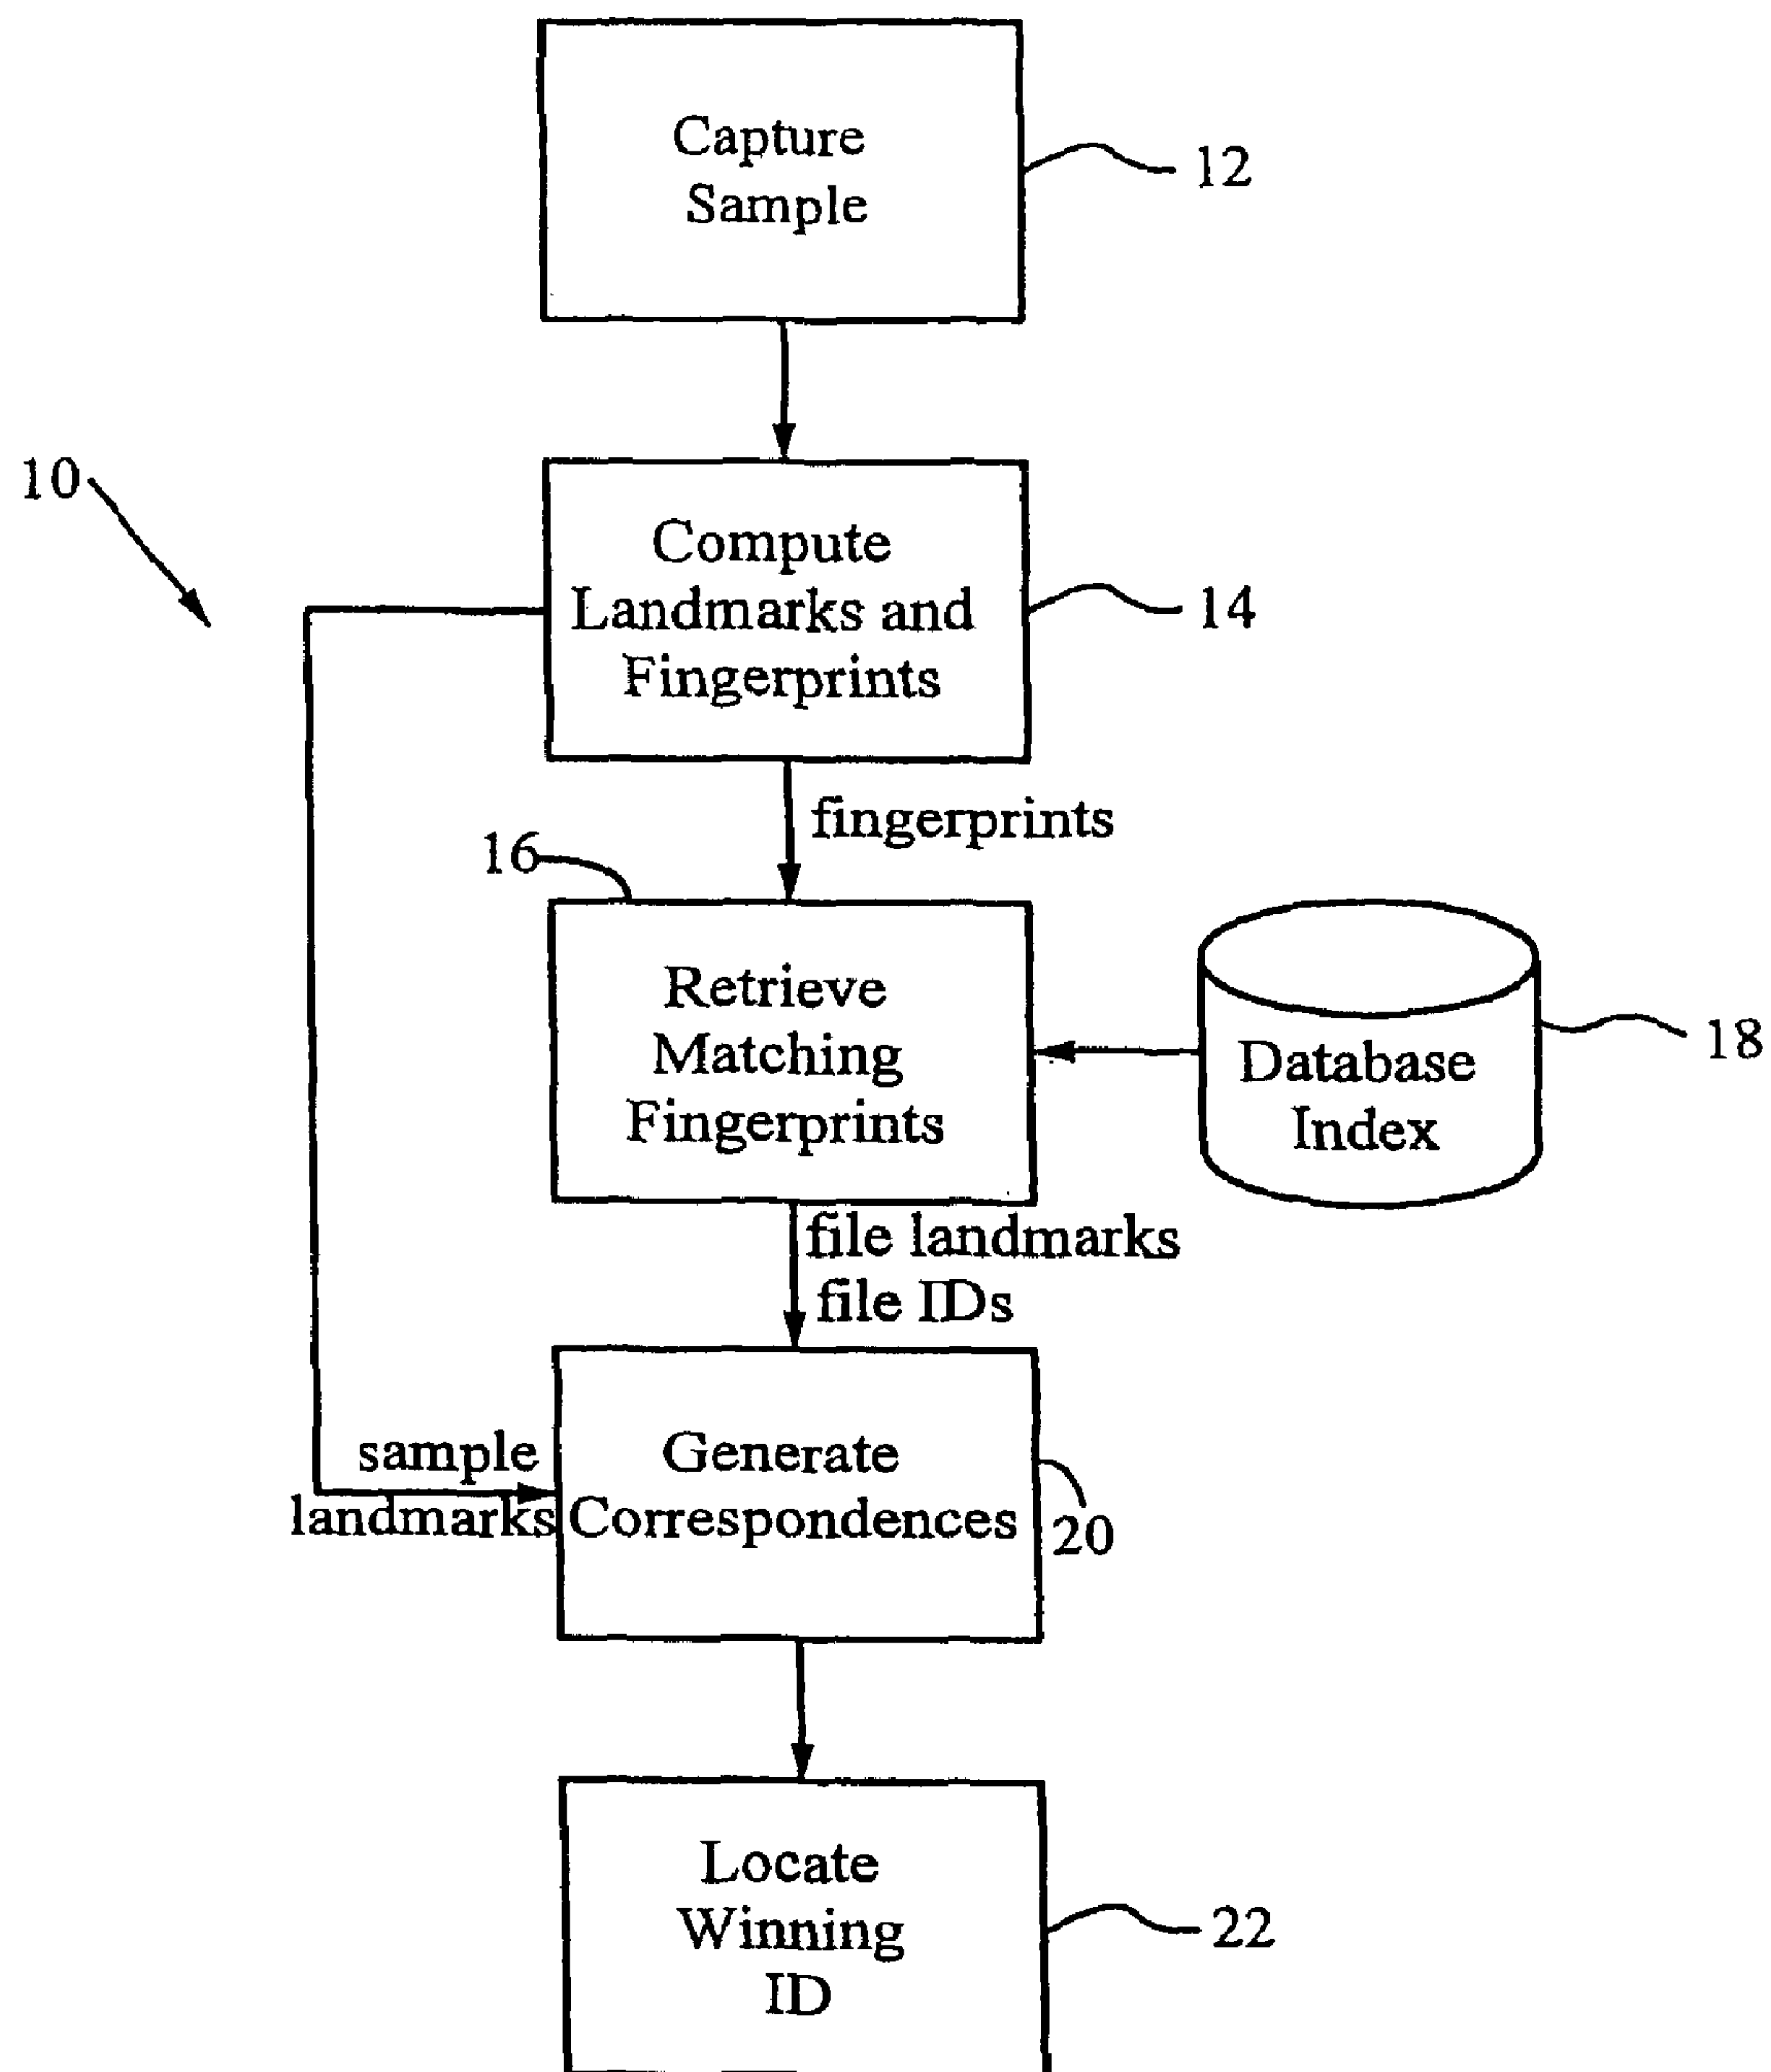 Capture
Sample
12
10
Compute
Landmarks and
Fingerprints
14
fingerprints
16
Retrieve
Matching
Fingerprints
Database
Index
18
file landmarks
file IDs
sample
landmarks
Generate
Correspondences
20
Locate
Winning
ID
22